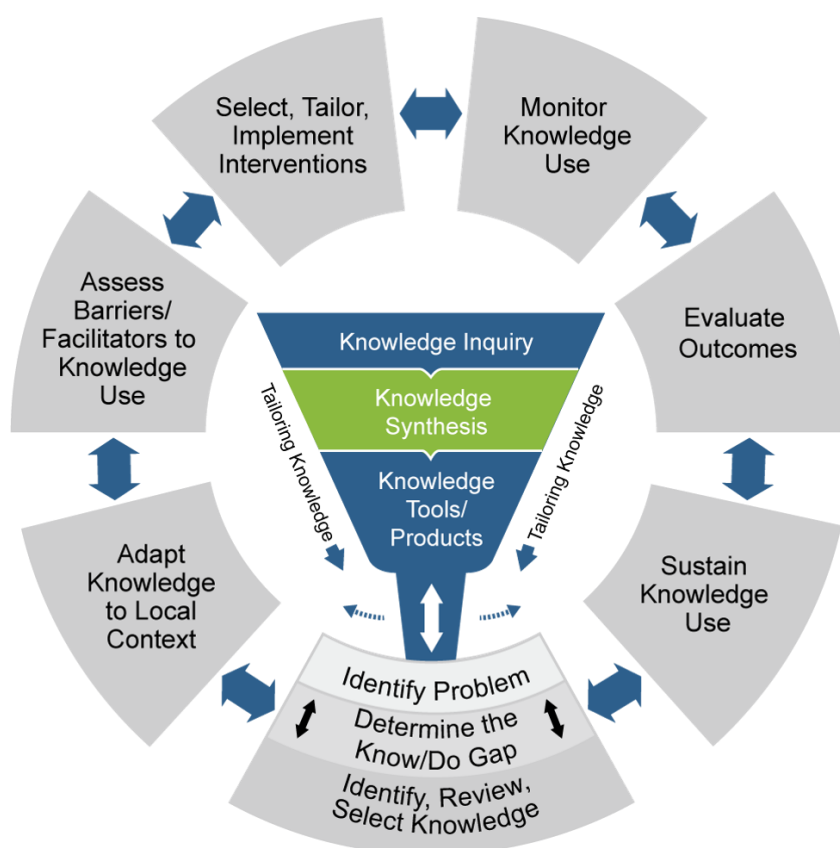 Select, Tailor,
Implement
Interventions
Monitor
Knowledge
Use
Assess
Barriers/
Facilitators to
Knowledge
Use
Evaluate
Outcomes
Knowledge Inquiry
Knowledge
Synthesis
Knowledge
Tools/
Products
Tailoring Knowledge
Tailoring Knowledge
Adapt
Knowledge
to Local
Context
Sustain
Knowledge
Use
Identify Problem
Determine the
Know/Do Gap
Identify, Review,
Select Knowledge